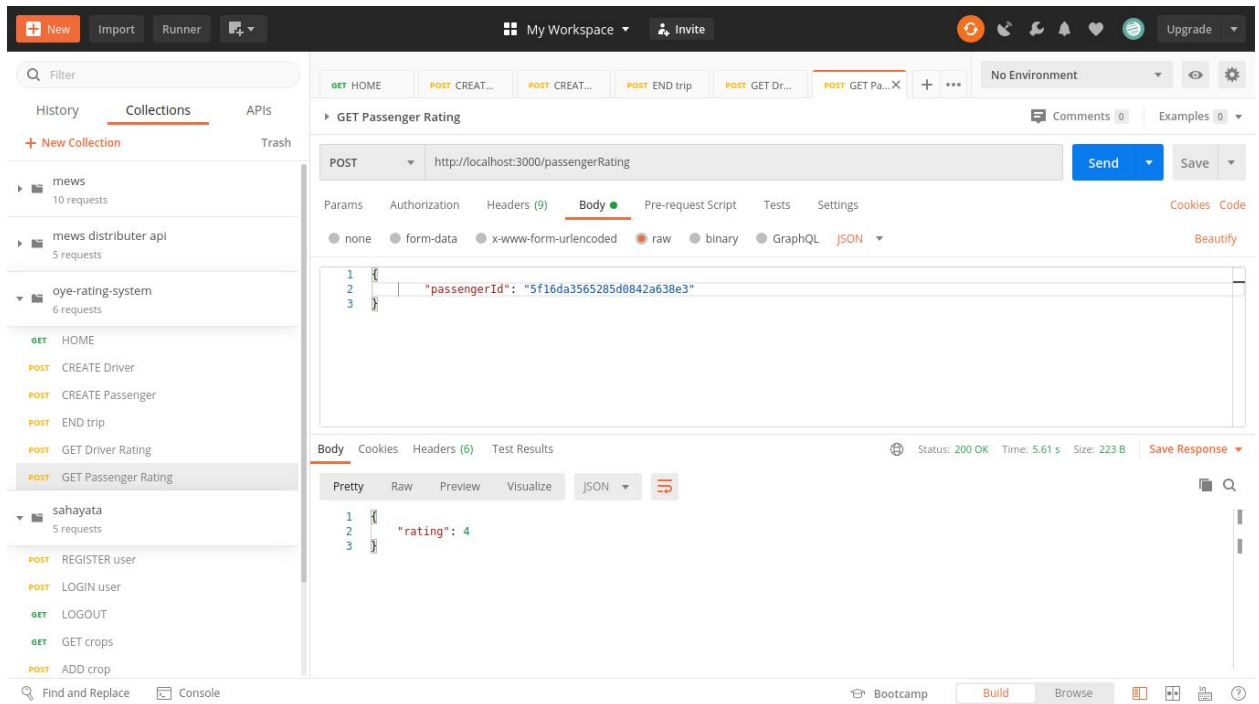 New Import Runner My Workspace Invite Upgrade
Filter
History Collections APIs
+ New Collection Trash
mews
10 requests
mews distributer api
5 requests
oye-rating-system
6 requests
GET HOME
POST CREATE Driver
POST CREATE Passenger
POST END trip
POST GET Driver Rating
POST GET Passenger Rating
sahayata
5 requests
POST REGISTER user
POST LOGIN user
GET LOGOUT
GET GET crops
POST ADD crop
GET HOME POST CREAT... POST CREAT... POST END trip POST GET Dr... POST GET Pa... No Environment
GET Passenger Rating Comments 0 Examples 0
POST http://localhost:3000/passengerRating Send Save
Params Authorization Headers (9) Body Pre-request Script Tests Settings Cookies Code
none form-data x-www-form-urlencoded raw binary GraphQL JSON Beautify
1 {
2 "passengerId": "5f16da3565285d0842a638e3"
3 }
Body Cookies Headers (6) Test Results Status: 200 OK Time: 5.61 s Size: 223 B Save Response
Pretty Raw Preview Visualize JSON
1 {
2 "rating": 4
3 }
Find and Replace Console Bootcamp Build Browse